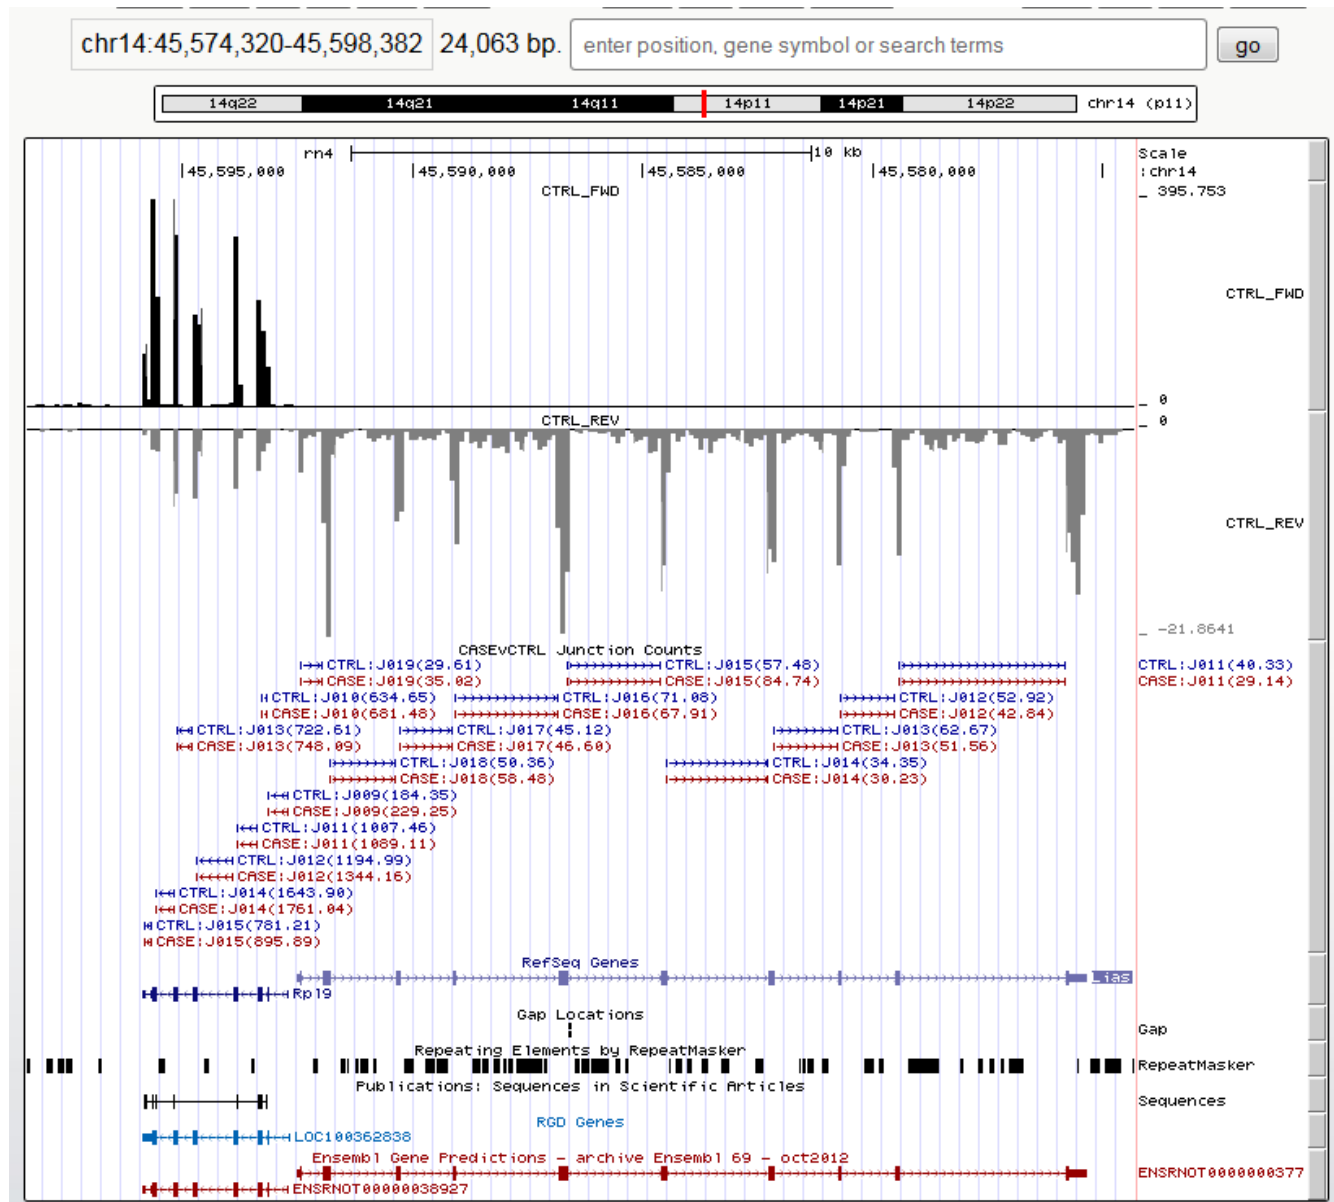 chr14:45,574,320-45,598,382 24,063 bp. enter position, gene symbol or search terms go
14q22 14q21 14q11 14p11 14p21 14p22 chr14 (p11)
rn4 10 kb Scale
|45,595,000 |45,590,000 |45,585,000 |45,580,000 | :chr14
CTRL_FWD _ 395.753
CTRL_FWD
_ 0
CTRL_REV _ 0
CTRL_REV
_ -21.8641
CASEvCTRL Junction Counts
CTRL:J019(29.61) CTRL:J015(57.48) CTRL:J011(40.33)
CASE:J019(35.02) CASE:J015(84.74) CASE:J011(29.14)
CTRL:J010(634.65) CTRL:J016(71.08) CTRL:J012(52.92)
CASE:J010(681.48) CASE:J016(67.91) CASE:J012(42.84)
CTRL:J013(722.61) CTRL:J017(45.12) CTRL:J013(62.67)
CASE:J013(748.09) CASE:J017(46.60) CASE:J013(51.56)
CTRL:J018(50.36) CTRL:J014(34.35)
CASE:J018(58.48) CASE:J014(30.23)
CTRL:J009(184.35)
CASE:J009(229.25)
CTRL:J011(1007.46)
CASE:J011(1089.11)
CTRL:J012(1194.99)
CASE:J012(1344.16)
CTRL:J014(1643.90)
CASE:J014(1761.04)
CTRL:J015(781.21)
CASE:J015(895.89)
RefSeq Genes
Lias
Rpl9
Gap Locations
Gap
Repeating Elements by RepeatMasker
RepeatMasker
Publications: Sequences in Scientific Articles
Sequences
RGD Genes
LOC100362838
Ensembl Gene Predictions - archive Ensembl 69 - oct2012
ENSRNOT0000000377
ENSRNOT00000038927